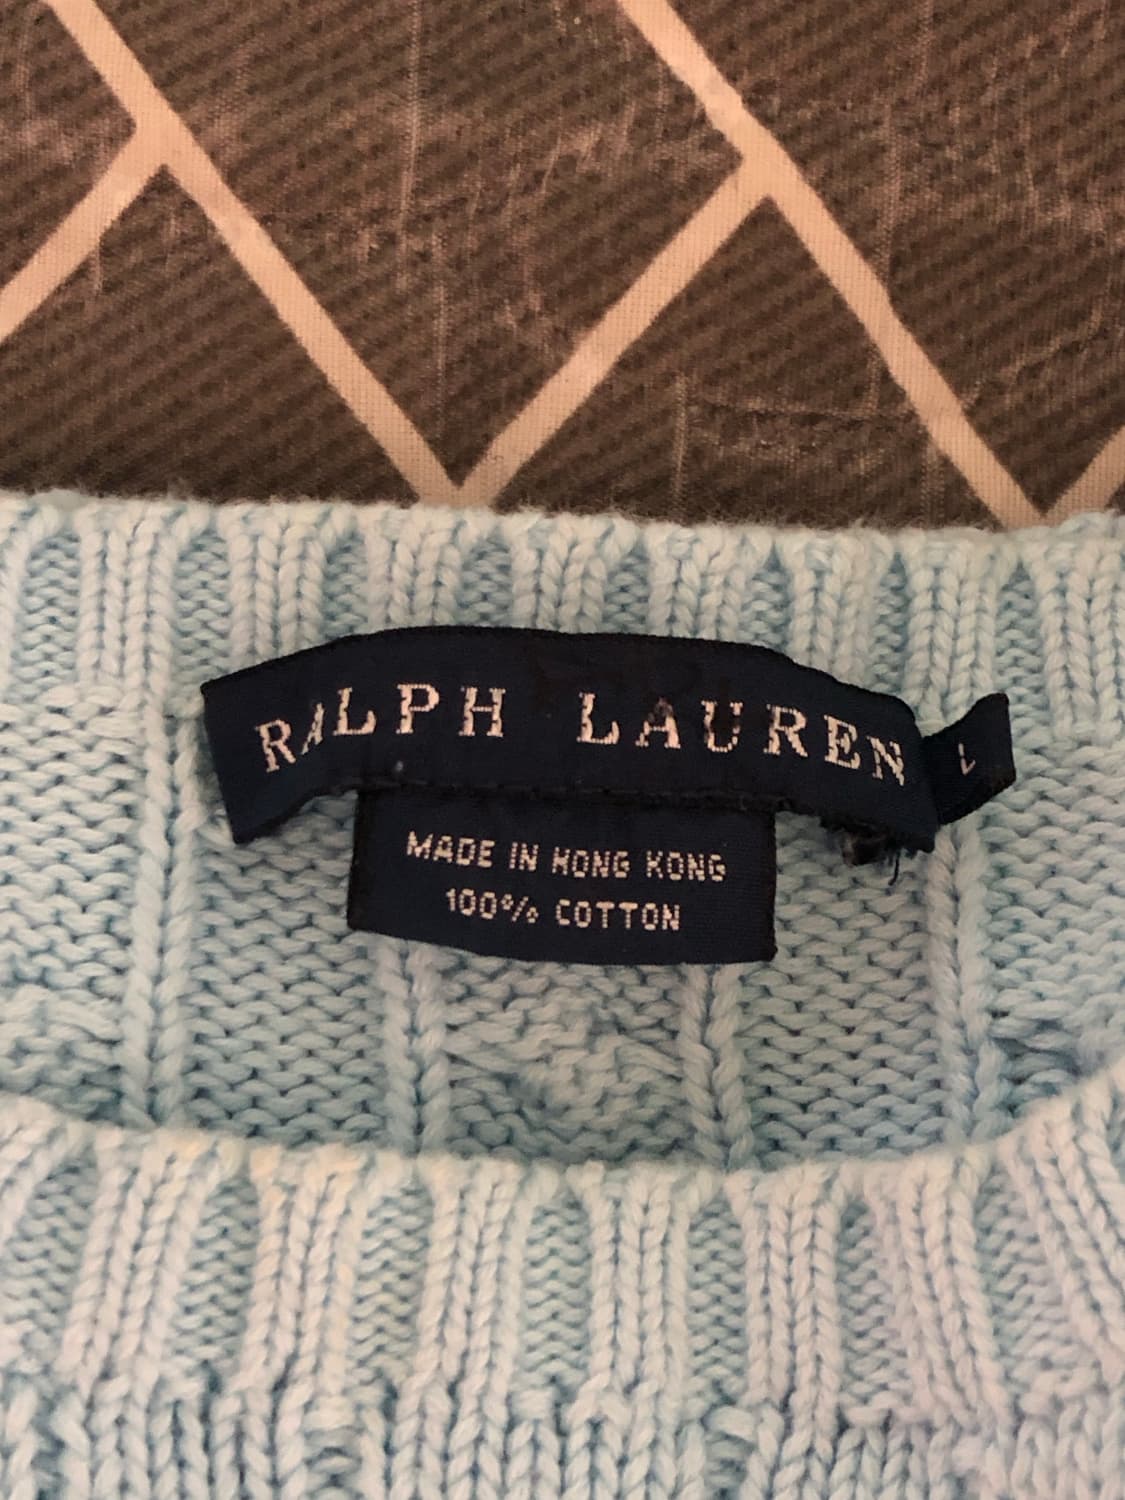 RALPH LAUREN
L
MADE IN HONG KONG
100% COTTON